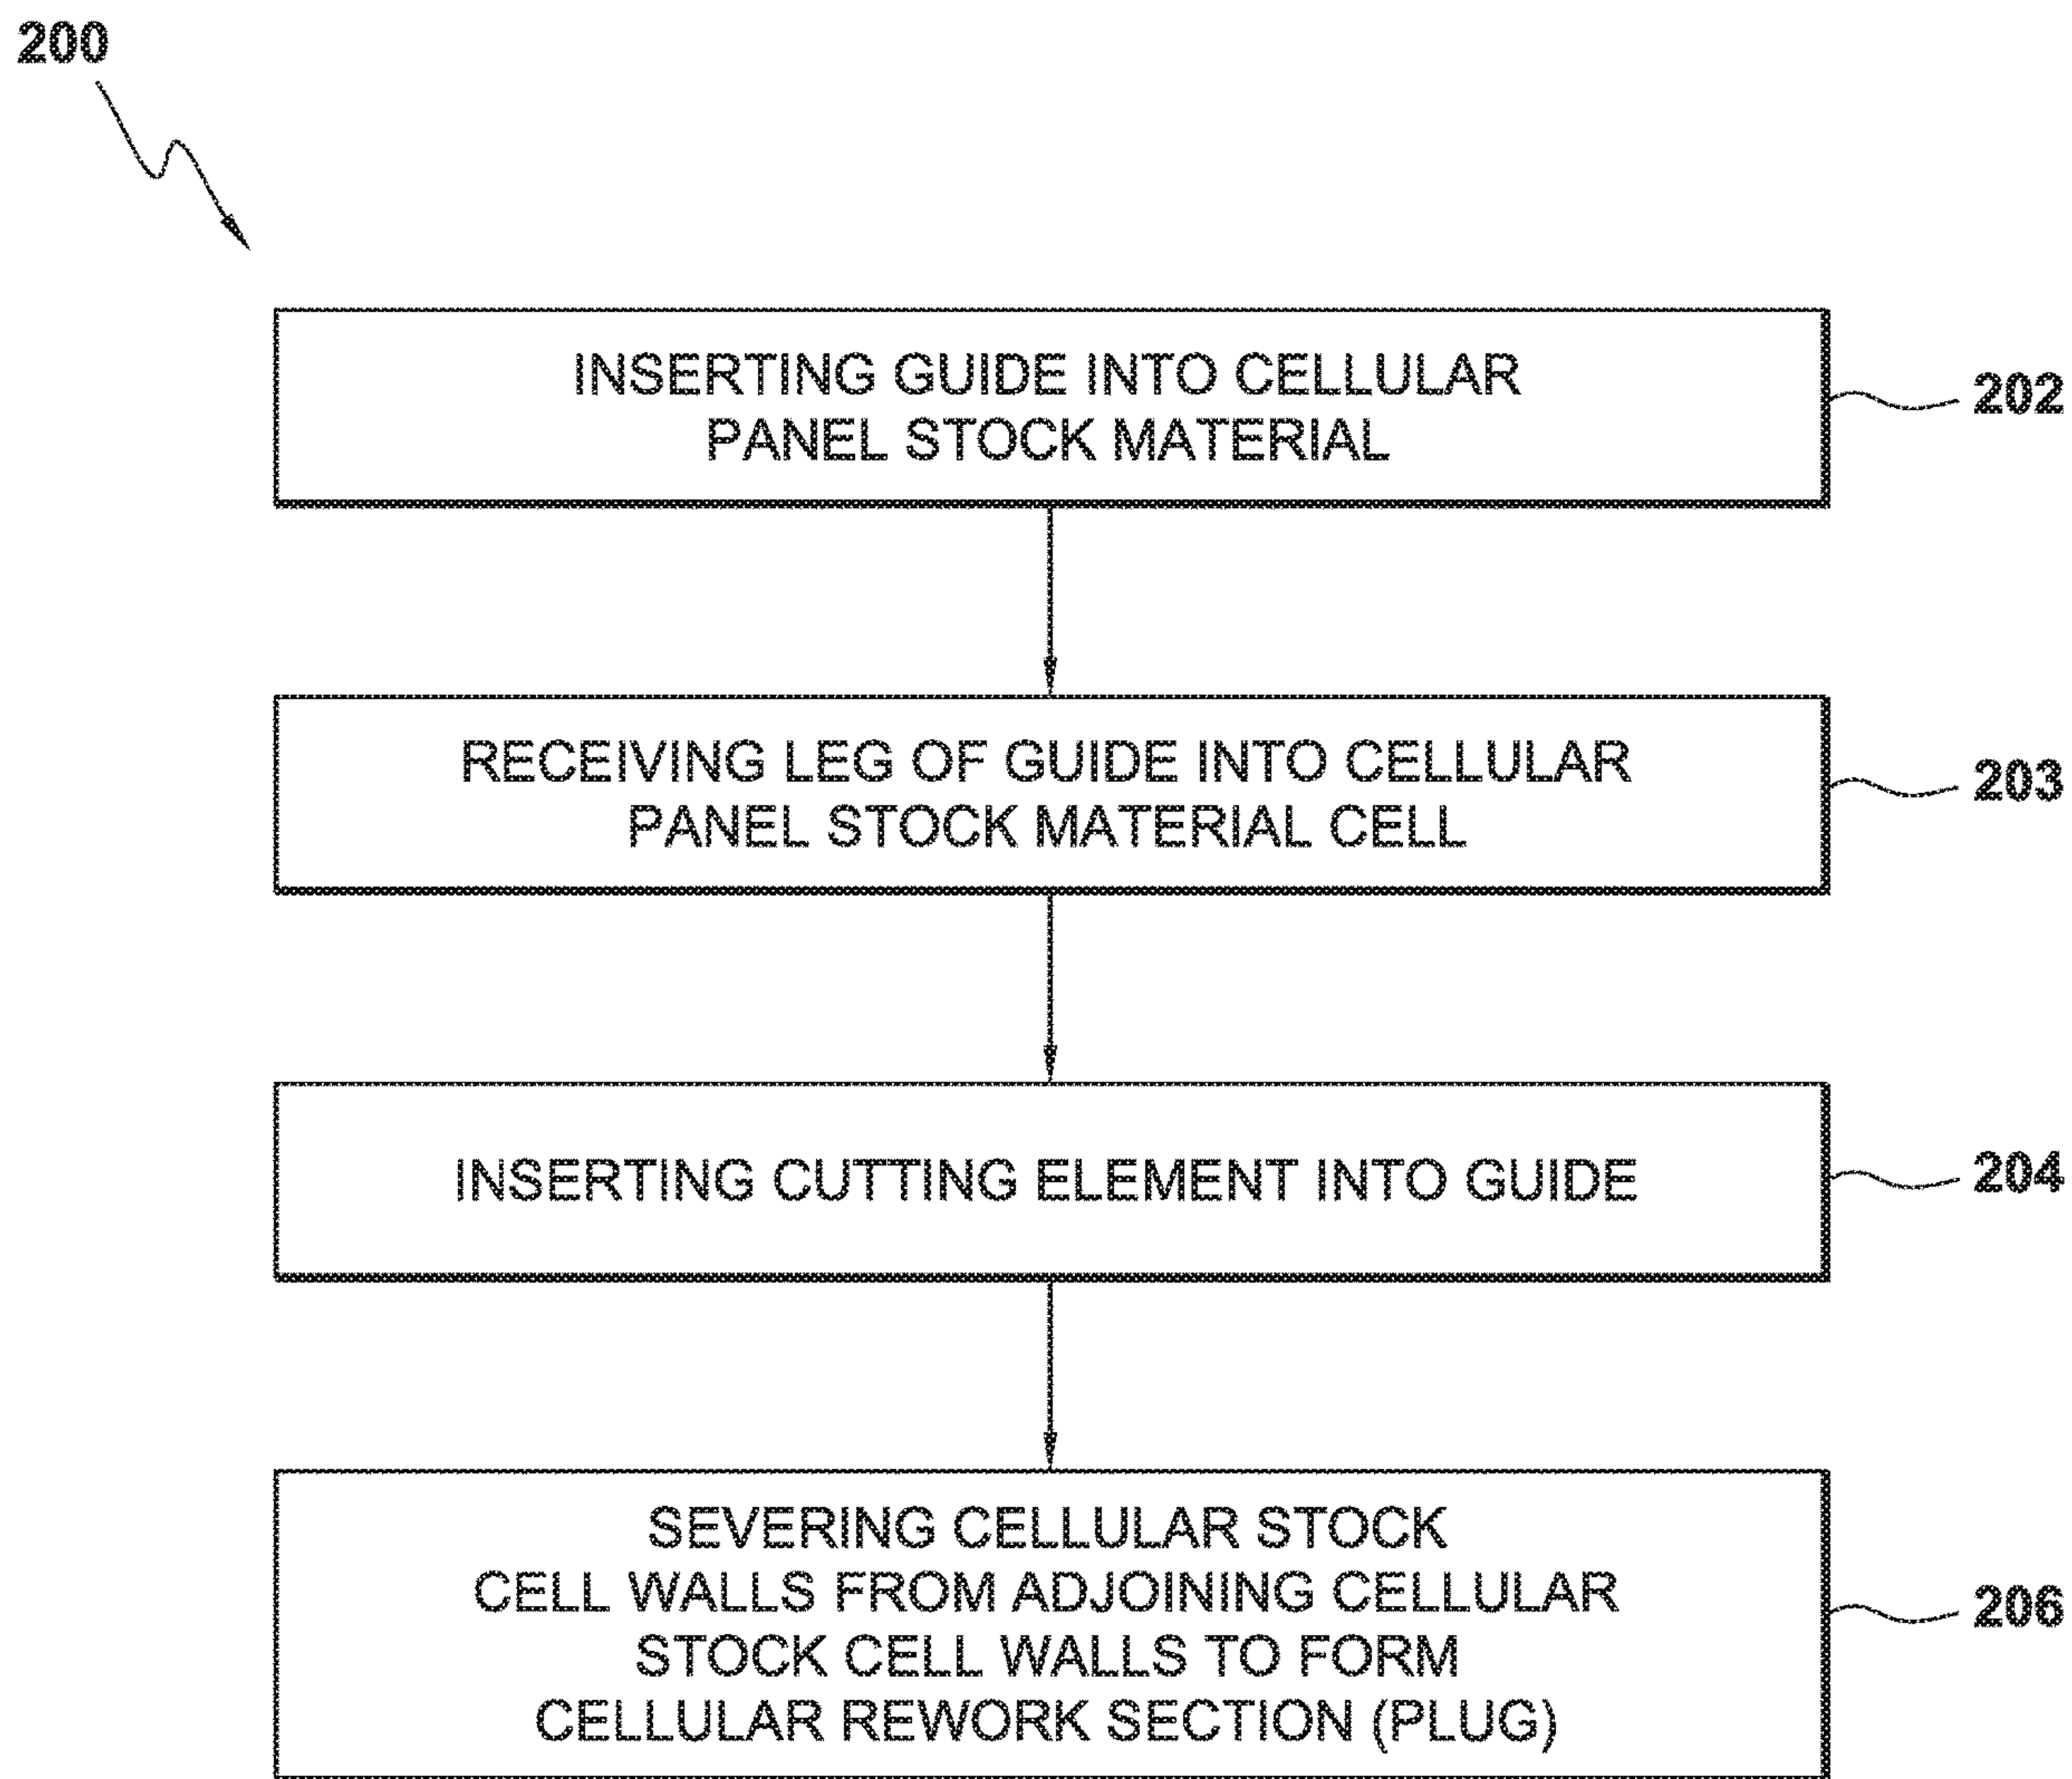 200
INSERTING GUIDE INTO CELLULAR
PANEL STOCK MATERIAL
202
RECEIVING LEG OF GUIDE INTO CELLULAR
PANEL STOCK MATERIAL CELL
203
INSERTING CUTTING ELEMENT INTO GUIDE
204
SEVERING CELLULAR STOCK
CELL WALLS FROM ADJOINING CELLULAR
STOCK CELL WALLS TO FORM
CELLULAR REWORK SECTION (PLUG)
206